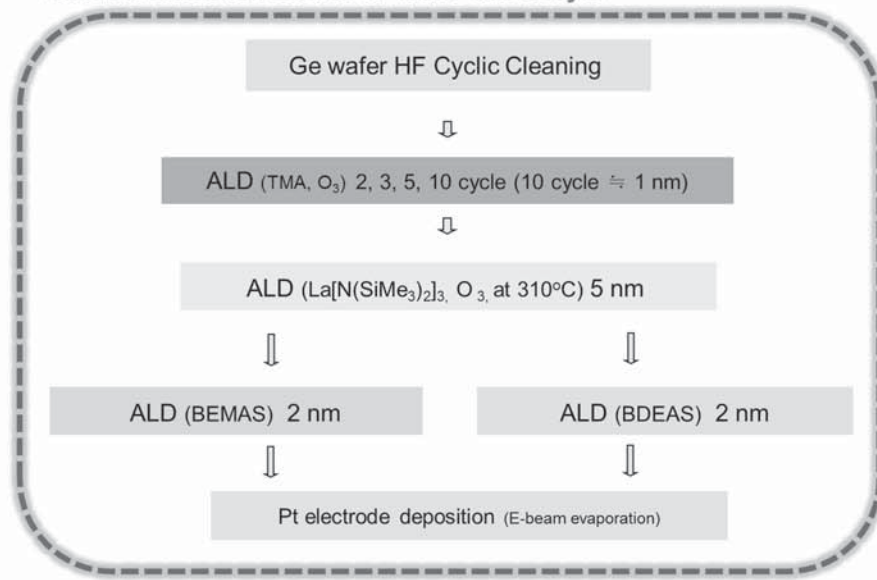 Ge wafer HF Cyclic Cleaning
ALD (TMA, O₃) 2, 3, 5, 10 cycle (10 cycle ≒ 1 nm)
ALD (La[N(SiMe₃)₂]₃, O ₃, at 310°C) 5 nm
ALD (BEMAS) 2 nm
ALD (BDEAS) 2 nm
Pt electrode deposition (E-beam evaporation)